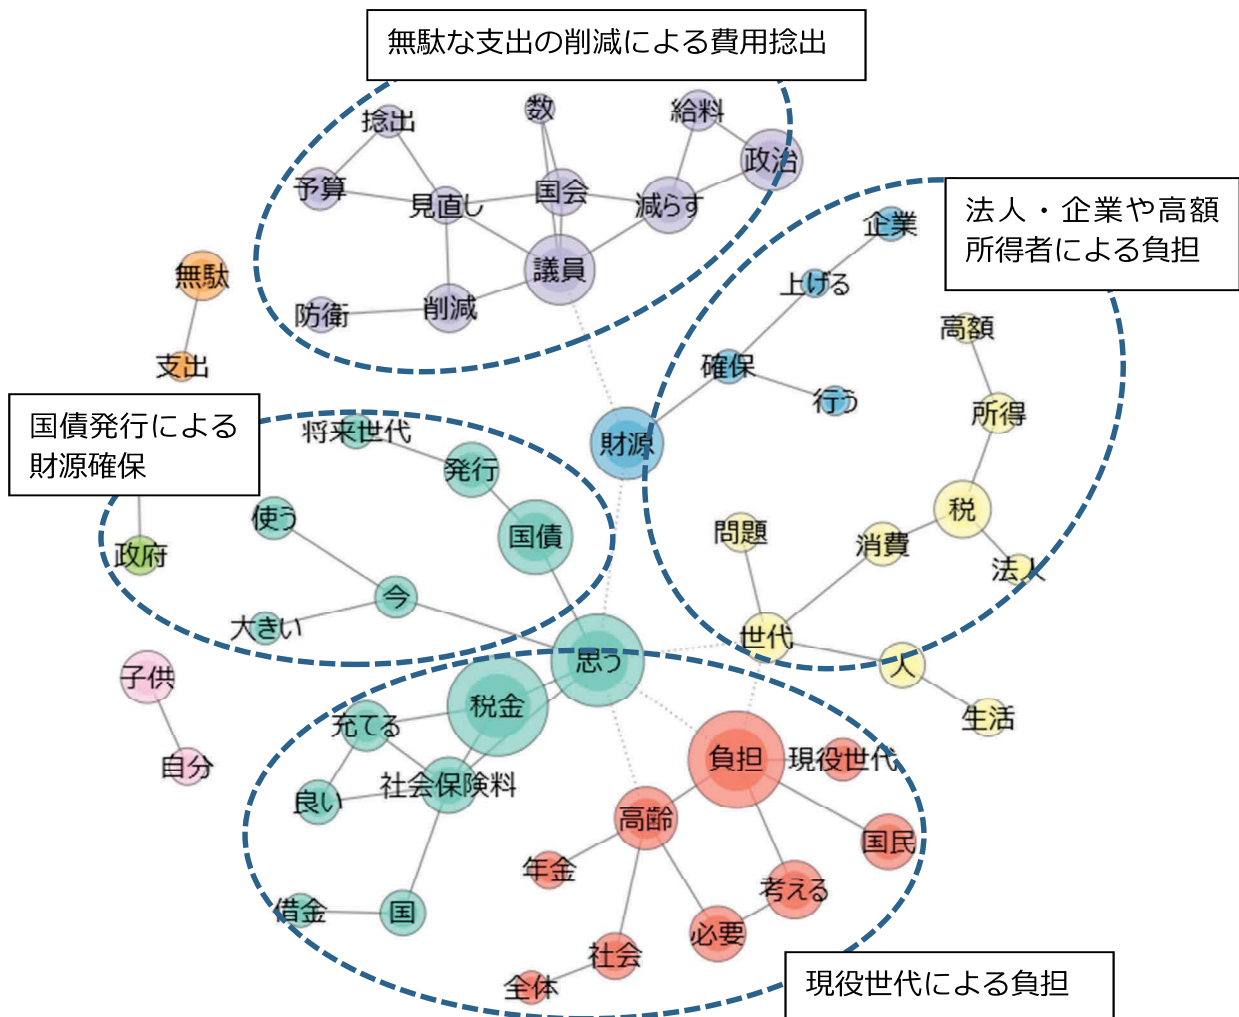 無駄な支出の削減による費用捻出
捻出
数
給料
政治
予算
見直し
国会
減らす
議員
防衛
削減
無駄
支出
法人・企業や高額
所得者による負担
企業
上げる
確保
行う
高額
所得
税
消費
法人
問題
世代
人
生活
財源
国債発行による
財源確保
将来世代
発行
国債
使う
政府
今
大きい
思う
子供
自分
税金
充てる
社会保険料
良い
借金
国
負担
現役世代
高齢
国民
年金
考える
必要
社会
全体
現役世代による負担